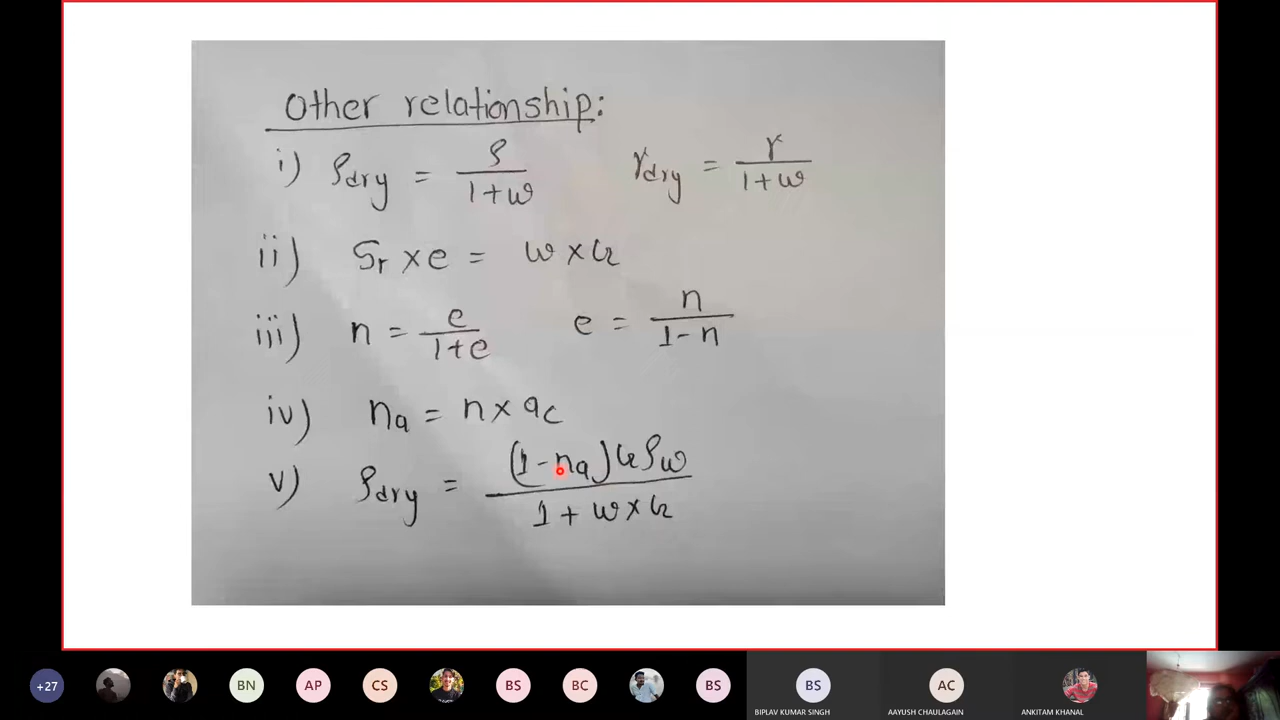 Other relationship:
i) ρdry = ρ / 1+w γdry = γ / 1+w
ii) Sr × e = w × G
iii) n = e / 1+e e = n / 1-n
iv) na = n × ac
v) ρdry = (1-na) G ρw / 1 + w × G
+27
BN
AP
CS
BS
BC
BS
BS
AC
BIPLAV KUMAR SINGH
AAYUSH CHAULAGAIN
ANKITAM KHANAL